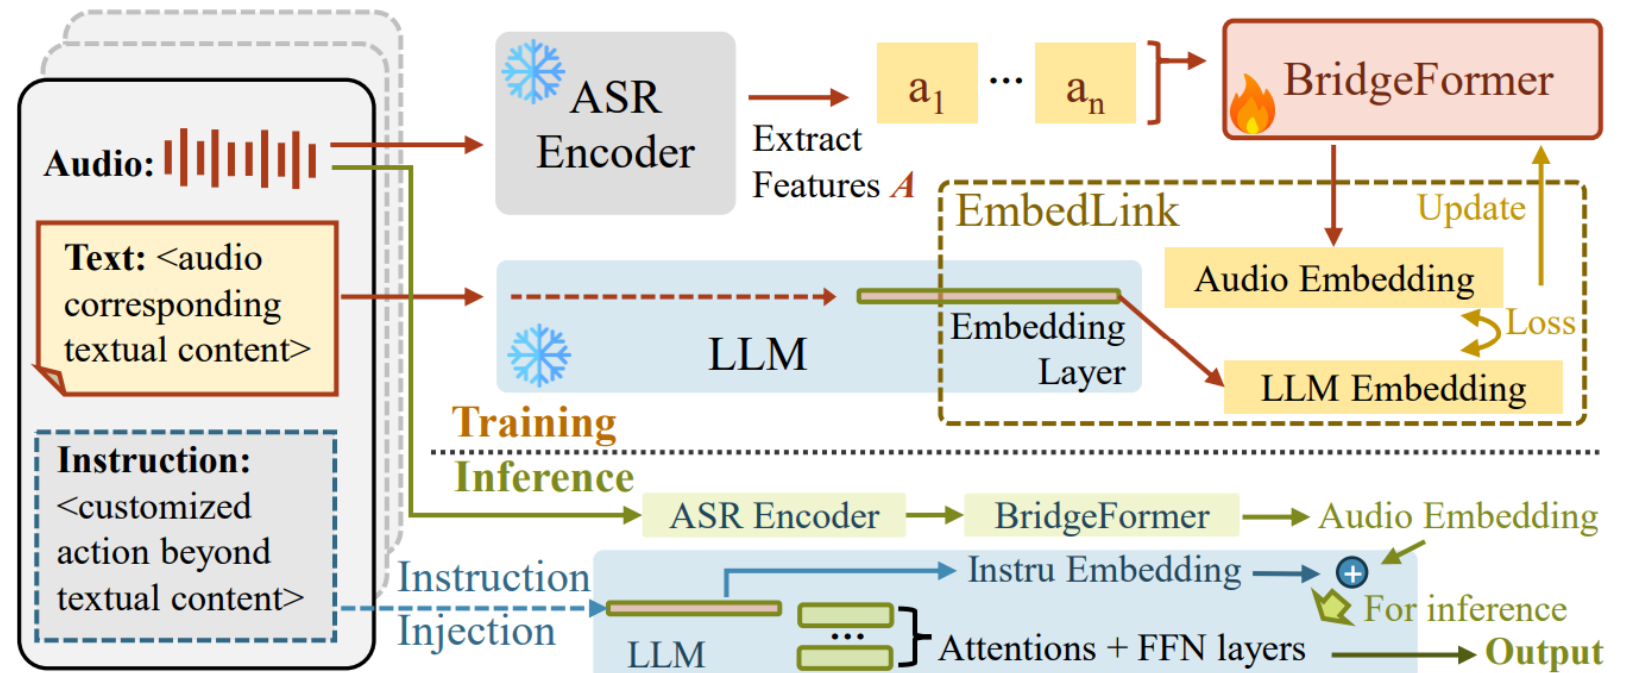 Audio:
Text: <audio
corresponding
textual content>
Instruction:
<customized
action beyond
textual content>
ASR
Encoder
Extract
Features A
a1 ... an
BridgeFormer
EmbedLink
Update
Audio Embedding
Loss
LLM Embedding
LLM
Embedding
Layer
Training
Inference
ASR Encoder
BridgeFormer
Audio Embedding
Instruction
Injection
Instru Embedding
+
For inference
LLM
...
Attentions + FFN layers
Output